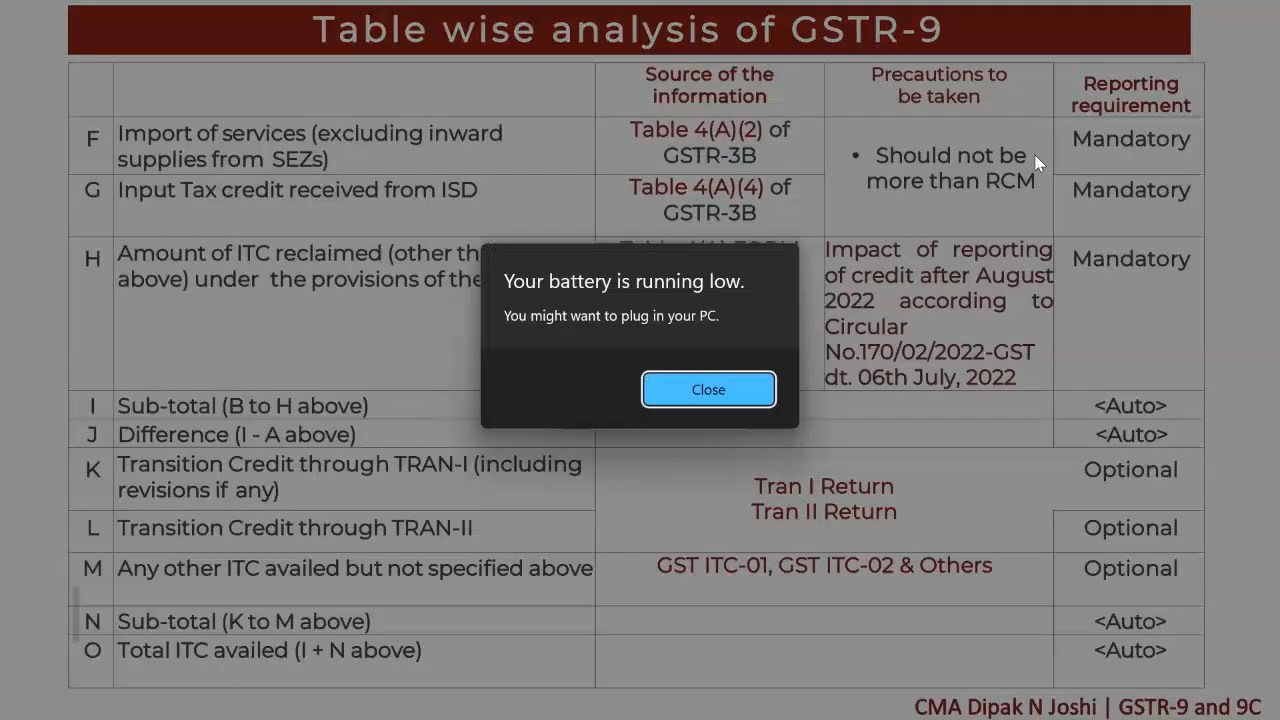 Table wise analysis of GSTR-9
Source of the
information
Precautions to
be taken
Reporting
requirement
F
Import of services (excluding inward
supplies from SEZs)
Table 4(A)(2) of
GSTR-3B
• Should not be
more than RCM
Mandatory
G
Input Tax credit received from ISD
Table 4(A)(4) of
GSTR-3B
Mandatory
H
Amount of ITC reclaimed (other
above) under the provisions of the
Impact of reporting
of credit after August
2022 according to
Circular
No.170/02/2022-GST
dt. 06th July, 2022
Mandatory
Your battery is running low.
You might want to plug in your PC.
Close
I
Sub-total (B to H above)
<Auto>
J
Difference (I - A above)
<Auto>
K
Transition Credit through TRAN-I (including
revisions if any)
Tran I Return
Tran II Return
Optional
L
Transition Credit through TRAN-II
Optional
M
Any other ITC availed but not specified above
GST ITC-01, GST ITC-02 & Others
Optional
N
Sub-total (K to M above)
<Auto>
O
Total ITC availed (I + N above)
<Auto>
CMA Dipak N Joshi | GSTR-9 and 9C